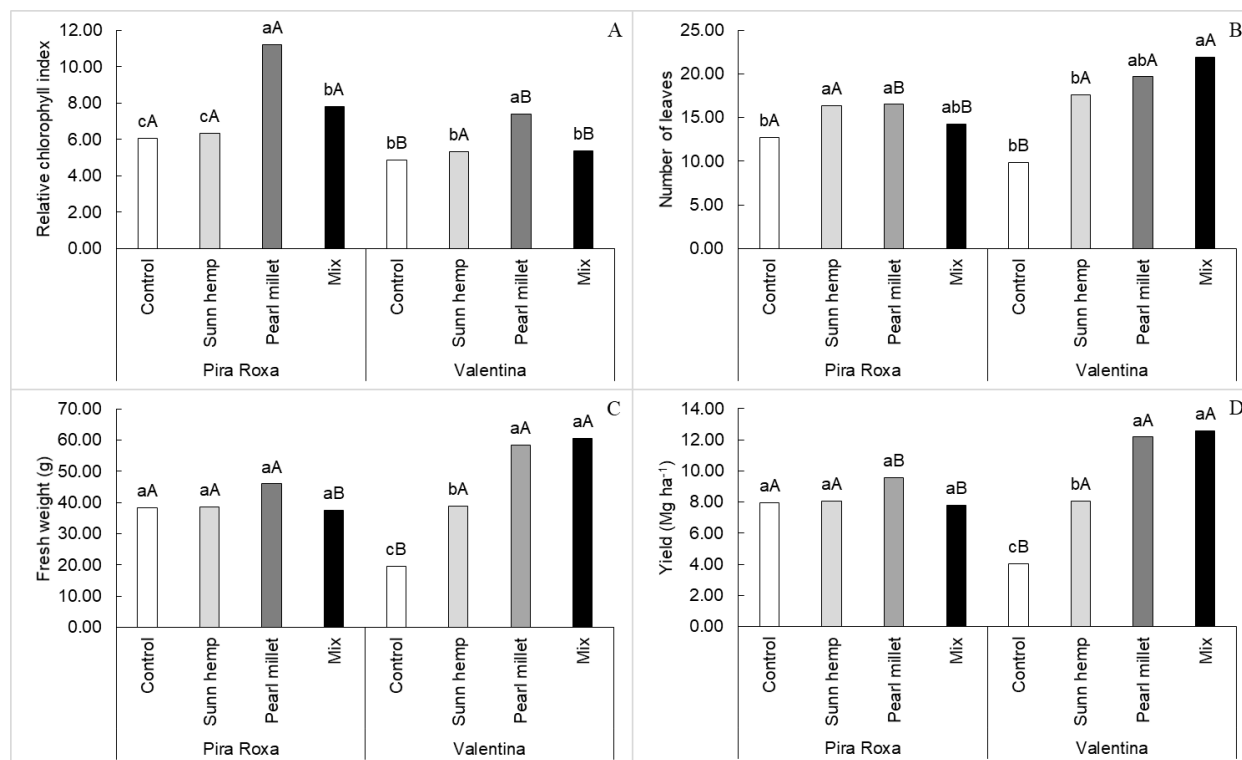 A
Relative chlorophyll index
12.00
10.00
8.00
6.00
4.00
2.00
0.00
cA
cA
aA
bA
bB
bA
aB
bB
Control
Sunn hemp
Pearl millet
Mix
Control
Sunn hemp
Pearl millet
Mix
Pira Roxa
Valentina
B
Number of leaves
25.00
20.00
15.00
10.00
5.00
0.00
bA
aA
aB
abB
bB
bA
abA
aA
Control
Sunn hemp
Pearl millet
Mix
Control
Sunn hemp
Pearl millet
Mix
Pira Roxa
Valentina
C
Fresh weight (g)
70.00
60.00
50.00
40.00
30.00
20.00
10.00
0.00
aA
aA
aA
aB
cB
bA
aA
aA
Control
Sunn hemp
Pearl millet
Mix
Control
Sunn hemp
Pearl millet
Mix
Pira Roxa
Valentina
D
Yield (Mg ha⁻¹)
14.00
12.00
10.00
8.00
6.00
4.00
2.00
0.00
aA
aA
aB
aB
cB
bA
aA
aA
Control
Sunn hemp
Pearl millet
Mix
Control
Sunn hemp
Pearl millet
Mix
Pira Roxa
Valentina